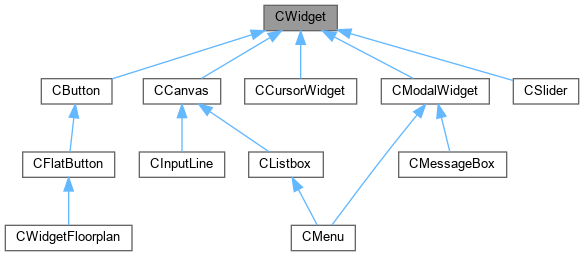 CWidget
CButton
CCanvas
CCursorWidget
CModalWidget
CSlider
CFlatButton
CInputLine
CListbox
CMessageBox
CWidgetFloorplan
CMenu